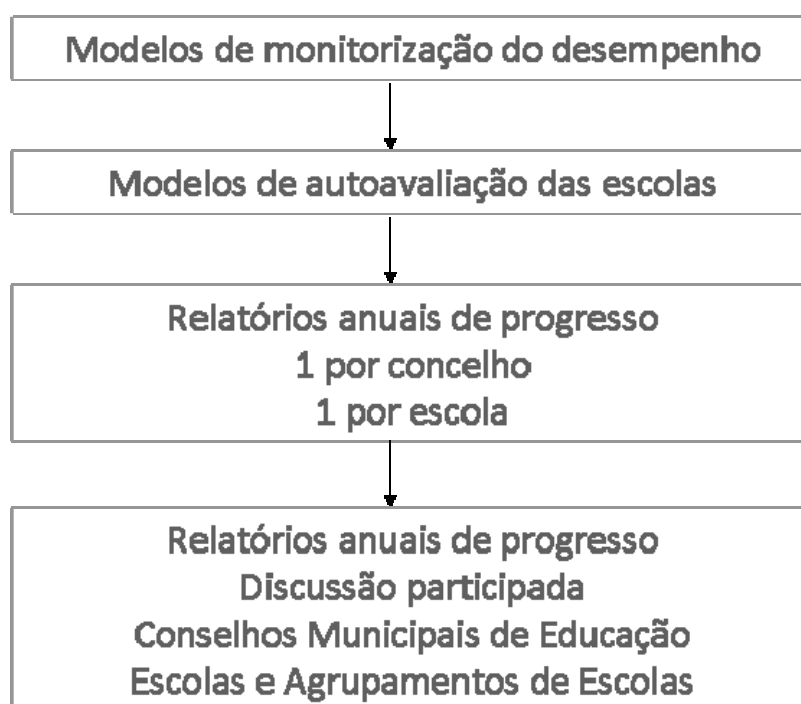 Modelos de monitorização do desempenho
Modelos de autoavaliação das escolas
Relatórios anuais de progresso
1 por concelho
1 por escola
Relatórios anuais de progresso
Discussão participada
Conselhos Municipais de Educação
Escolas e Agrupamentos de Escolas